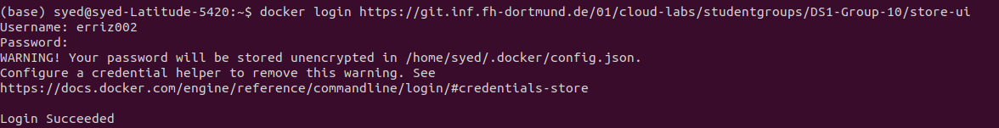 (base) syed@syed-Latitude-5420:~$ docker login https://git.inf.fh-dortmund.de/01/cloud-labs/studentgroups/DS1-Group-10/store-ui
Username: erriz002
Password:
WARNING! Your password will be stored unencrypted in /home/syed/.docker/config.json.
Configure a credential helper to remove this warning. See
https://docs.docker.com/engine/reference/commandline/login/#credentials-store
Login Succeeded